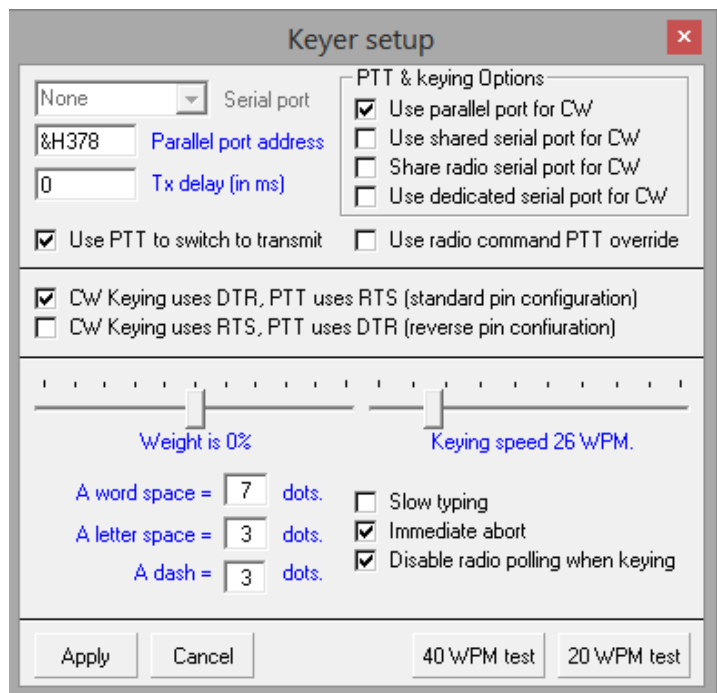 Keyer setup
None Serial port
&H378 Parallel port address
0 Tx delay (in ms)
PTT & keying Options
Use parallel port for CW
Use shared serial port for CW
Share radio serial port for CW
Use dedicated serial port for CW
Use PTT to switch to transmit
Use radio command PTT override
CW Keying uses DTR, PTT uses RTS (standard pin configuration)
CW Keying uses RTS, PTT uses DTR (reverse pin confiuration)
Weight is 0%
Keying speed 26 WPM.
A word space = 7 dots.
A letter space = 3 dots.
A dash = 3 dots.
Slow typing
Immediate abort
Disable radio polling when keying
Apply
Cancel
40 WPM test
20 WPM test